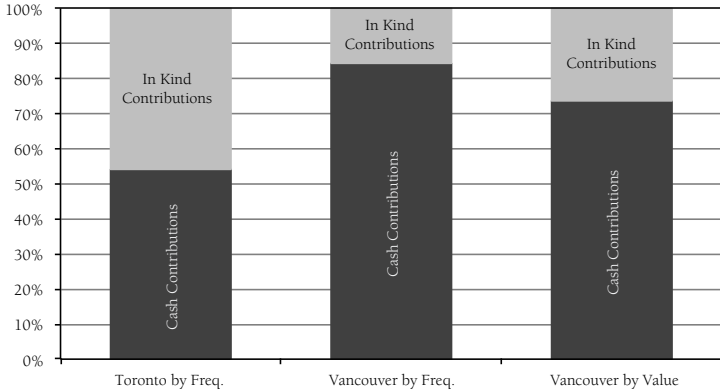 100%
90%
80%
70%
60%
50%
40%
30%
20%
10%
0%
In Kind
Contributions
Cash Contributions
In Kind
Contributions
Cash Contributions
In Kind
Contributions
Cash Contributions
Toronto by Freq.
Vancouver by Freq.
Vancouver by Value